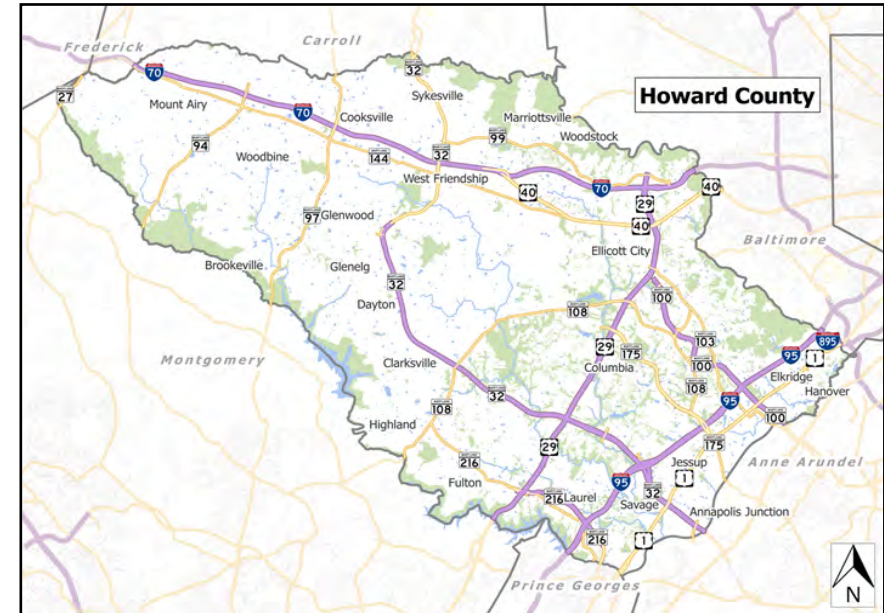 Frederick
Carroll
70
32
27
Mount Airy
70
Sykesville
Howard County
Cooksville
Marriottsville
94
99
Woodstock
Woodbine
144
32
West Friendship
40
70
29
40
97
Glenwood
40
Ellicott City
Baltimore
Brookeville
Glenelg
32
100
Dayton
108
103
895
Montgomery
29
175
95
1
Clarksville
Columbia
100
Elkridge
32
108
Hanover
108
95
100
Highland
29
175
216
Jessup
Anne Arundel
Fulton
95
1
216
Laurel
32
Savage
Annapolis Junction
216
1
Prince Georges
N